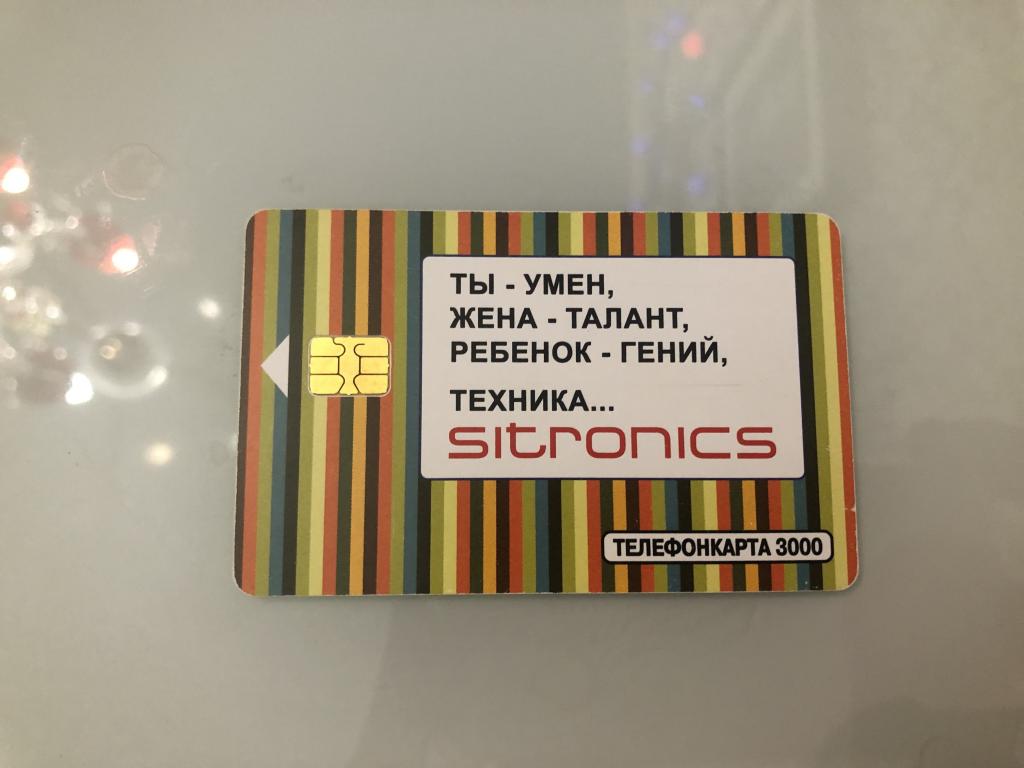 ТЫ - УМЕН,
ЖЕНА - ТАЛАНТ,
РЕБЕНОК - ГЕНИЙ,
ТЕХНИКА...
sitronics
ТЕЛЕФОНКАРТА 3000